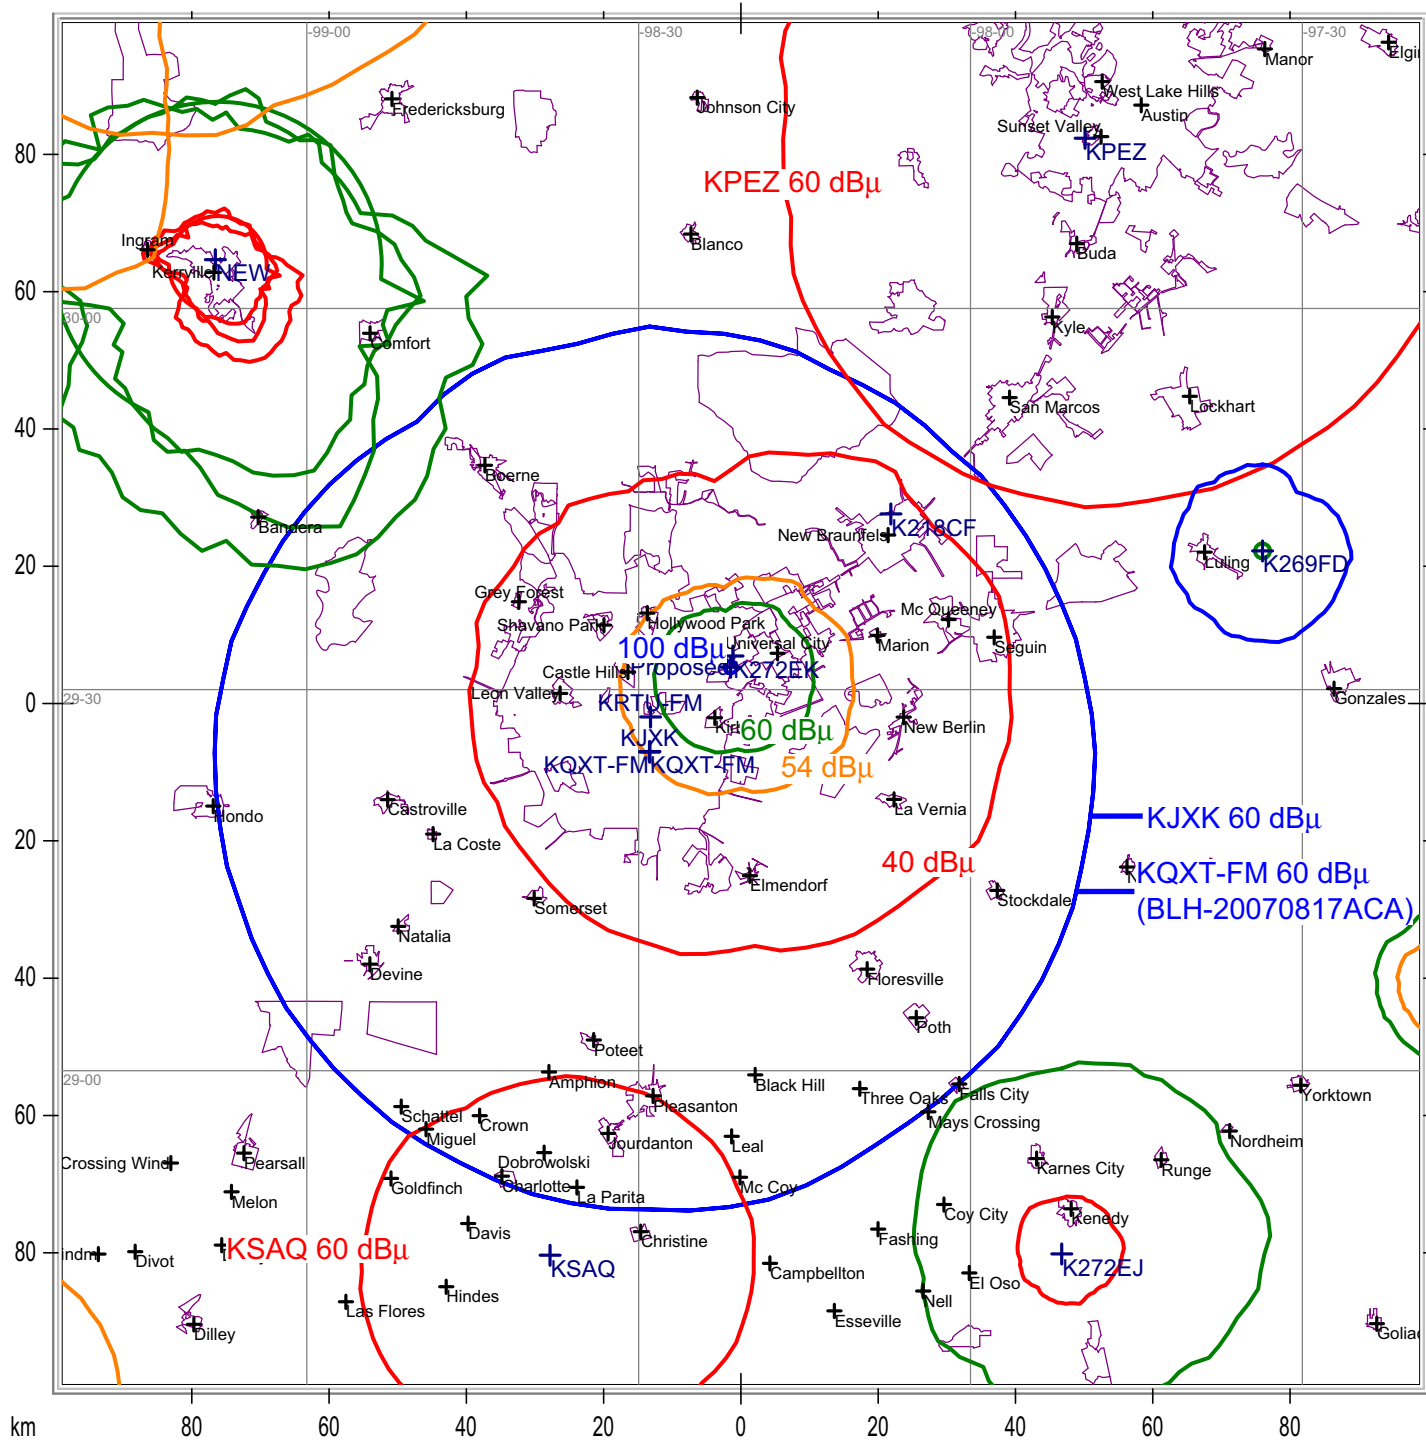 -99-00
-98-30
-98-00
-97-30
Manor
Fredericksburg
Johnson City
West Lake Hills
Austin
Sunset Valley
KPEZ
80
KPEZ 60 dBµ
Ingram
Blanco
Buda
Kerrville
NEW
60
30-00
Kyle
Comfort
San Marcos
Lockhart
40
Boerne
Bandera
New Braunfels
K218CF
20
Luling
K269FD
Grey Forest
Mc Queeney
Shavano Park
Hollywood Park
Universal City
Marion
Seguin
100 dBµ
Proposed
K272EK
Castle Hills
Leon Valley
29-30
0
KRTU-FM
Gonzales
60 dBµ
New Berlin
KJXK
KQXT-FM
KQXT-FM
54 dBµ
Hondo
Castroville
La Vernia
KJXK 60 dBµ
20
La Coste
40 dBµ
KQXT-FM 60 dBµ
Elmendorf
Stockdale
(BLH-20070817ACA)
Somerset
Natalia
Devine
Floresville
40
Poth
Poteet
29-00
Amphion
Black Hill
Three Oaks
Falls City
Yorktown
Pleasanton
60
Schattel
Crown
Mays Crossing
Miguel
Jourdanton
Leal
Nordheim
Crossing Wind
Pearsall
Dobrowolski
Karnes City
Runge
Goldfinch
Charlotte
La Parita
Mc Coy
Melon
Coy City
Kenedy
Davis
Christine
Fashing
80
Divot
KSAQ 60 dBµ
KSAQ
Campbellton
K272EJ
El Oso
Hindes
Nell
Las Flores
Esseville
Dilley
km
80
60
40
20
0
20
40
60
80